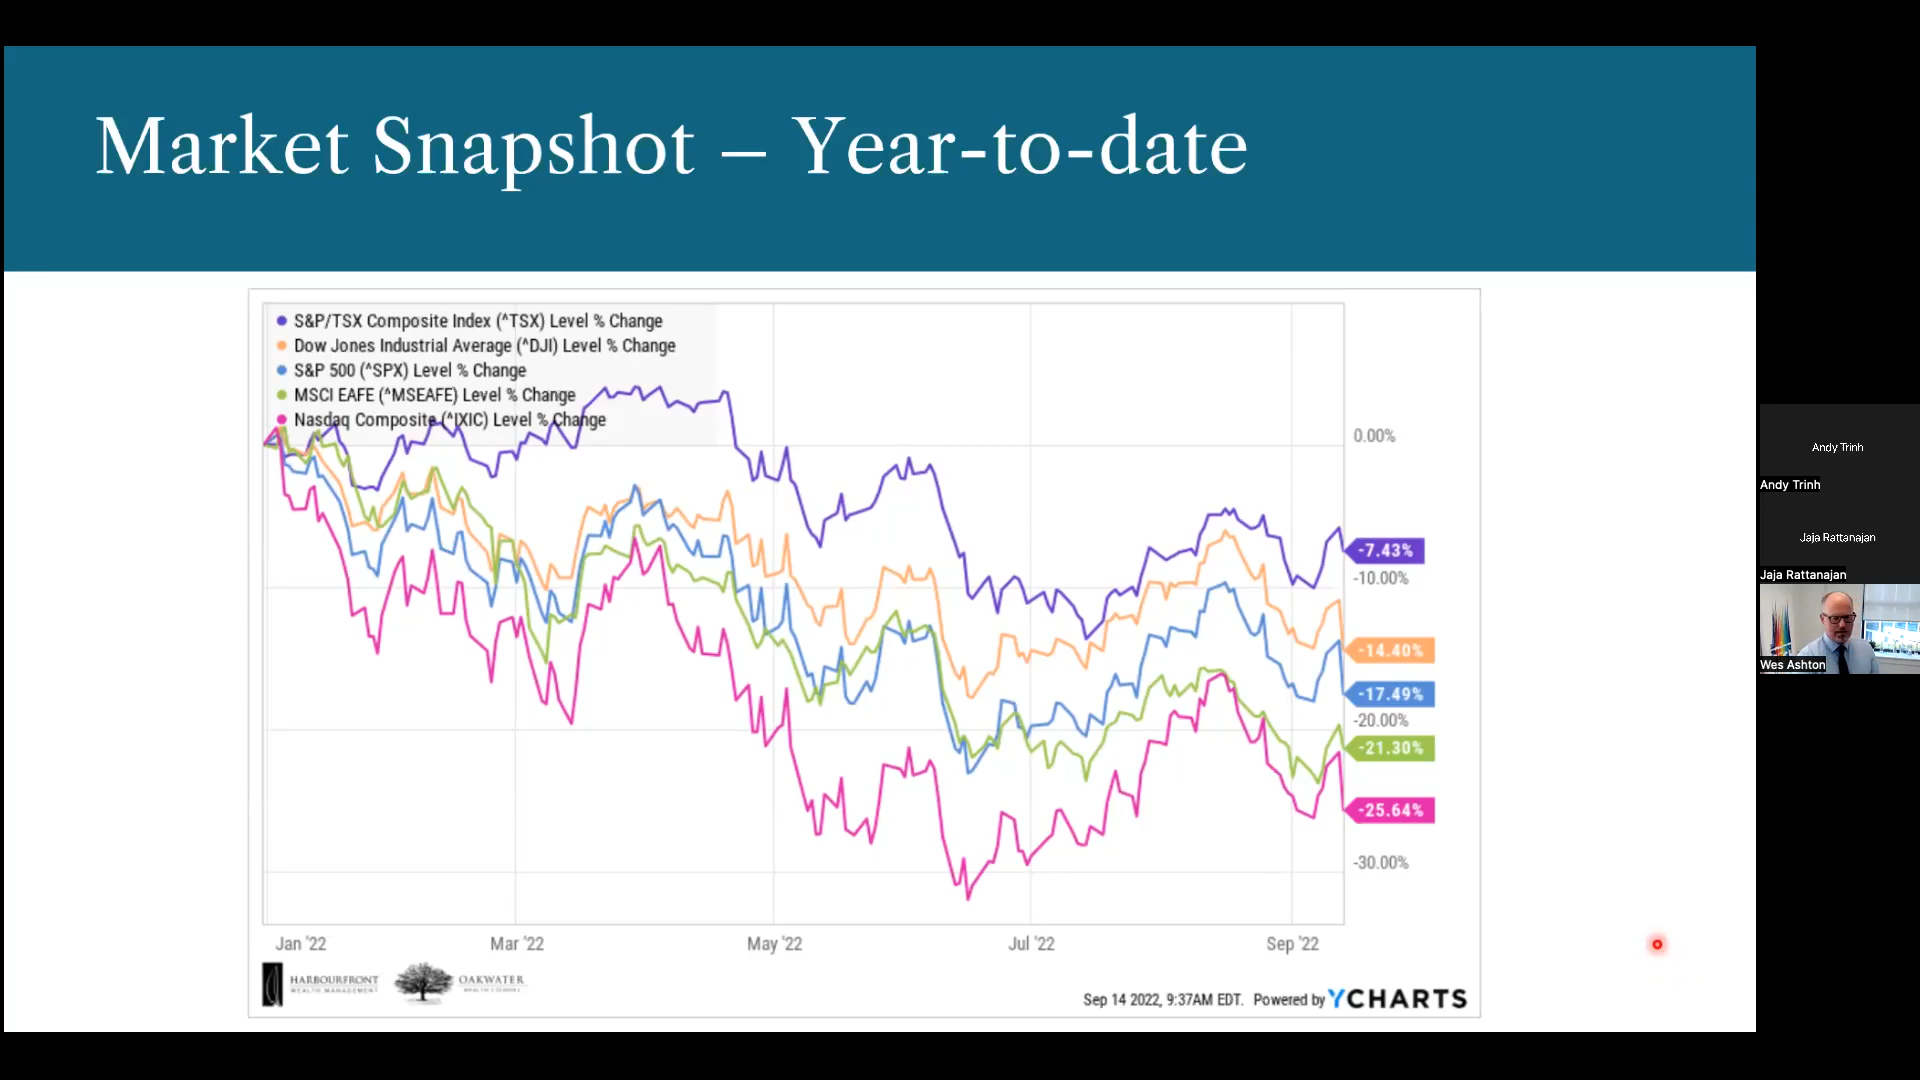 Market Snapshot – Year-to-date
S&P/TSX Composite Index (^TSX) Level % Change
Dow Jones Industrial Average (^DJI) Level % Change
S&P 500 (^SPX) Level % Change
MSCI EAFE (^MSEAFE) Level % Change
Nasdaq Composite (^IXIC) Level % Change
0.00%
-7.43%
-10.00%
-14.40%
-17.49%
-20.00%
-21.30%
-25.64%
-30.00%
Jan '22
Mar '22
May '22
Jul '22
Sep '22
HARBOURFRONT
WEALTH MANAGEMENT
OAKWATER
Sep 14 2022, 9:37AM EDT. Powered by YCHARTS
Andy Trinh
Andy Trinh
Jaja Rattanajan
Jaja Rattanajan
Wes Ashton